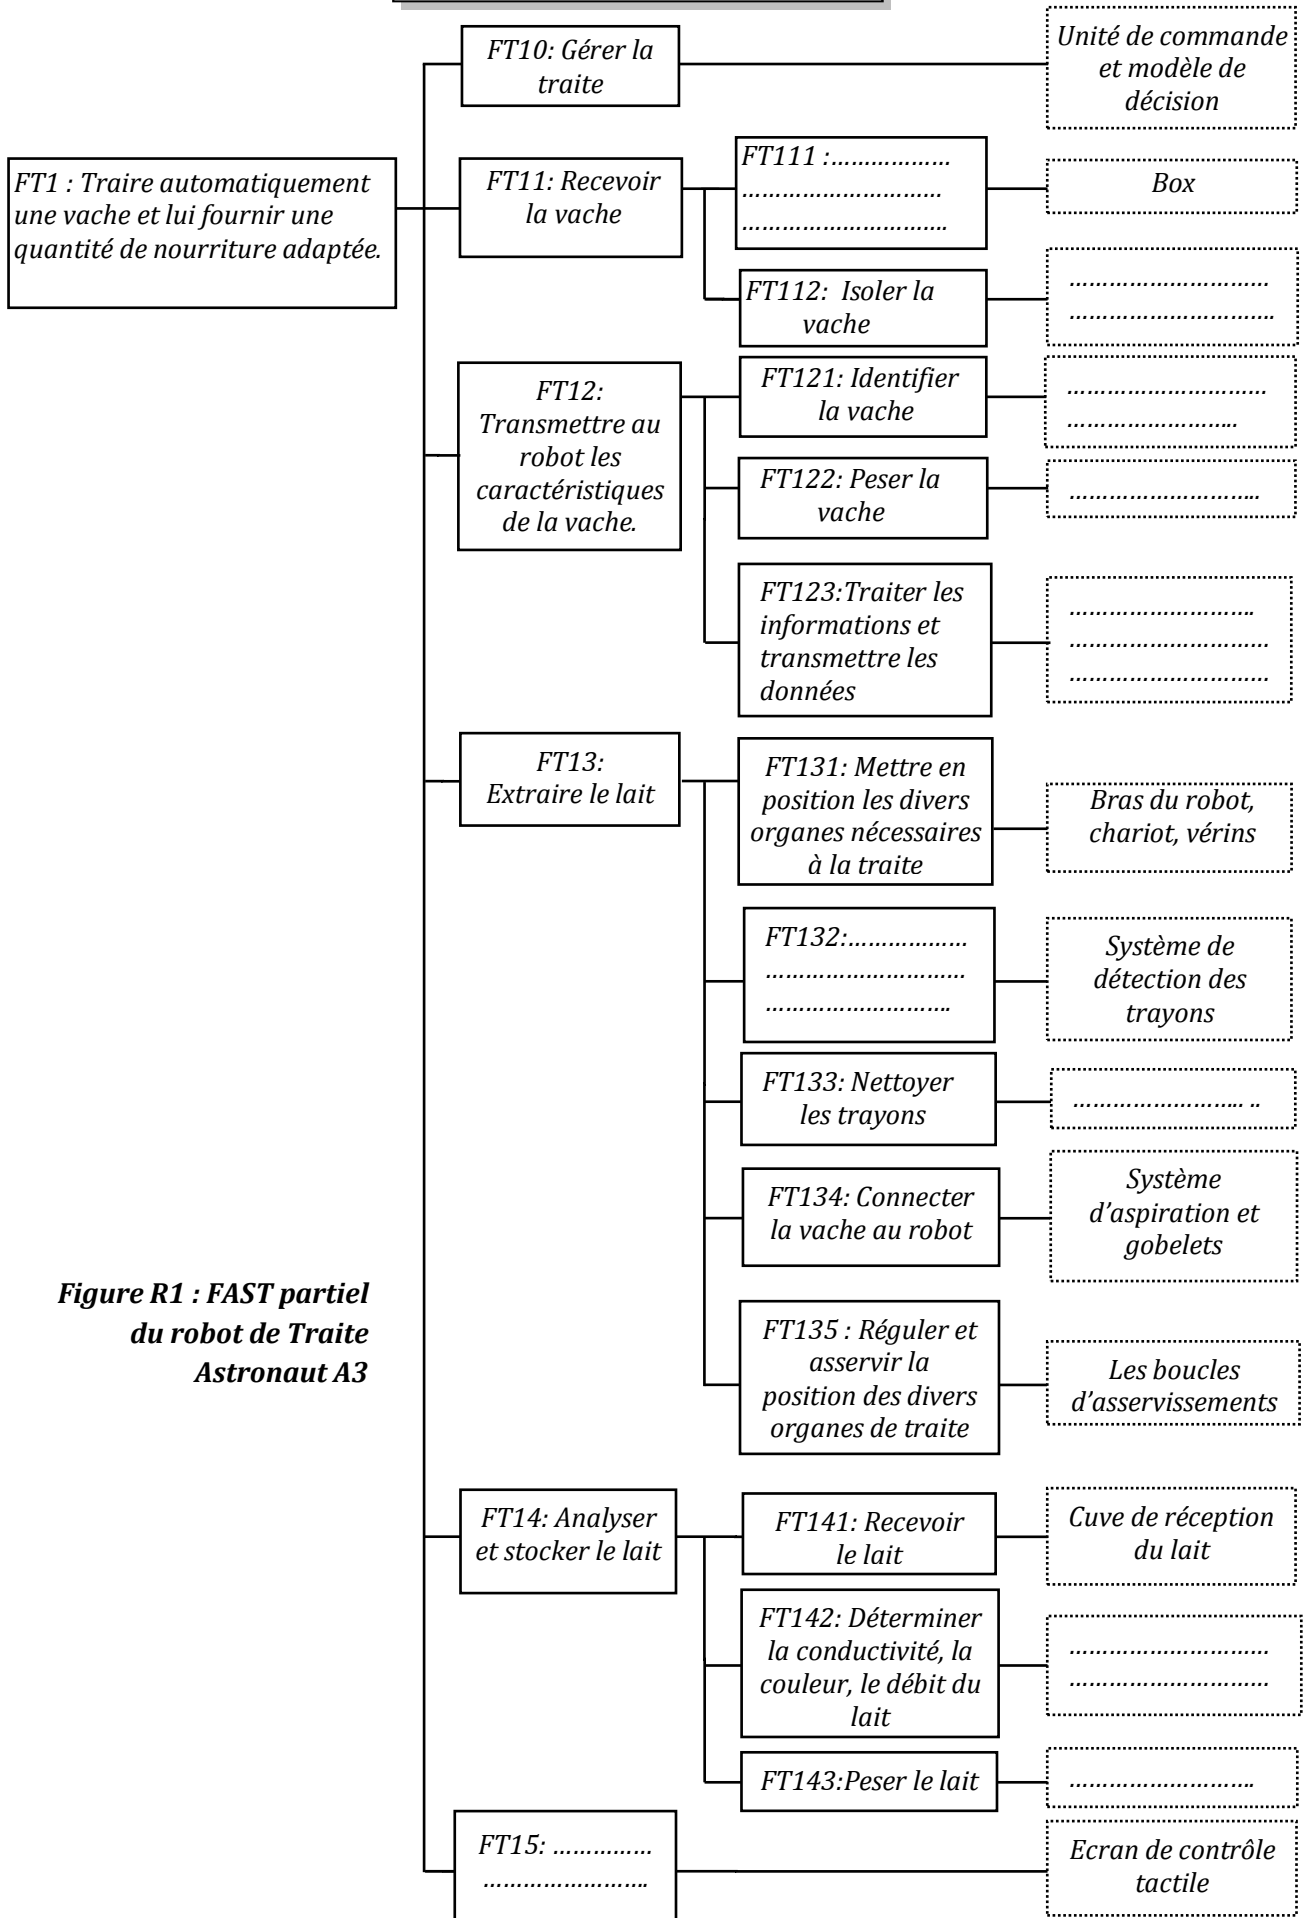 FT10: Gérer la
traite
Unité de commande
et modèle de
décision
FT1 : Traire automatiquement
une vache et lui fournir une
quantité de nourriture adaptée.
FT11: Recevoir
la vache
FT111 :………………
…………………………
………………………….
Box
FT112: Isoler la
vache
…………………………
………………………….
FT12:
Transmettre au
robot les
caractéristiques
de la vache.
FT121: Identifier
la vache
…………………………
……………………..
FT122: Peser la
vache
………………………..
FT123:Traiter les
informations et
transmettre les
données
……………………….
…………………………
…………………………
FT13:
Extraire le lait
FT131: Mettre en
position les divers
organes nécessaires
à la traite
Bras du robot,
chariot, vérins
FT132:………………
…………………………
……………………….
Système de
détection des
trayons
FT133: Nettoyer
les trayons
…………………….. ..
FT134: Connecter
la vache au robot
Système
d’aspiration et
gobelets
FT135 : Réguler et
asservir la
position des divers
organes de traite
Les boucles
d’asservissements
Figure R1 : FAST partiel
du robot de Traite
Astronaut A3
FT14: Analyser
et stocker le lait
FT141: Recevoir
le lait
Cuve de réception
du lait
FT142: Déterminer
la conductivité, la
couleur, le débit du
lait
…………………………
…………………………
FT143:Peser le lait
……………………….
FT15: ……………
…………………….
Ecran de contrôle
tactile